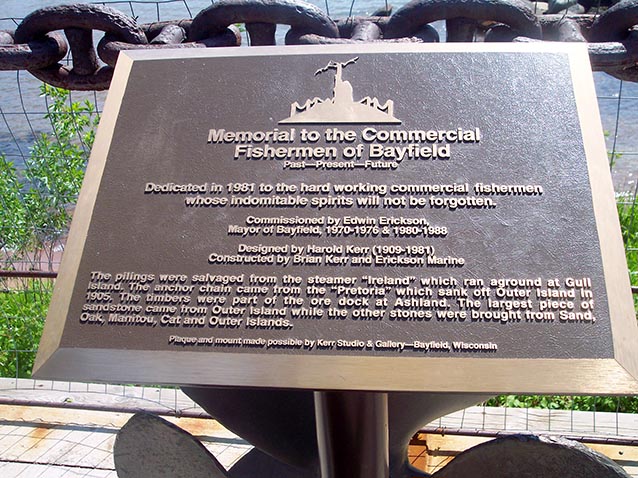 Memorial to the Commercial
Fishermen of Bayfield
Past—Present—Future
Dedicated in 1981 to the hard working commercial fishermen
whose indomitable spirits will not be forgotten.
Commissioned by Edwin Erickson,
Mayor of Bayfield, 1970-1976 & 1980-1988
Designed by Harold Kerr (1909-1981)
Constructed by Brian Kerr and Erickson Marine
The pilings were salvaged from the steamer "Ireland" which ran aground at Gull
Island. The anchor chain came from the "Pretoria" which sank off Outer Island in
1905. The timbers were part of the ore dock at Ashland. The largest piece of
sandstone came from Outer Island while the other stones were brought from Sand,
Oak, Manitou, Cat and Outer Islands.
Plaque and mount made possible by Kerr Studio & Gallery—Bayfield, Wisconsin